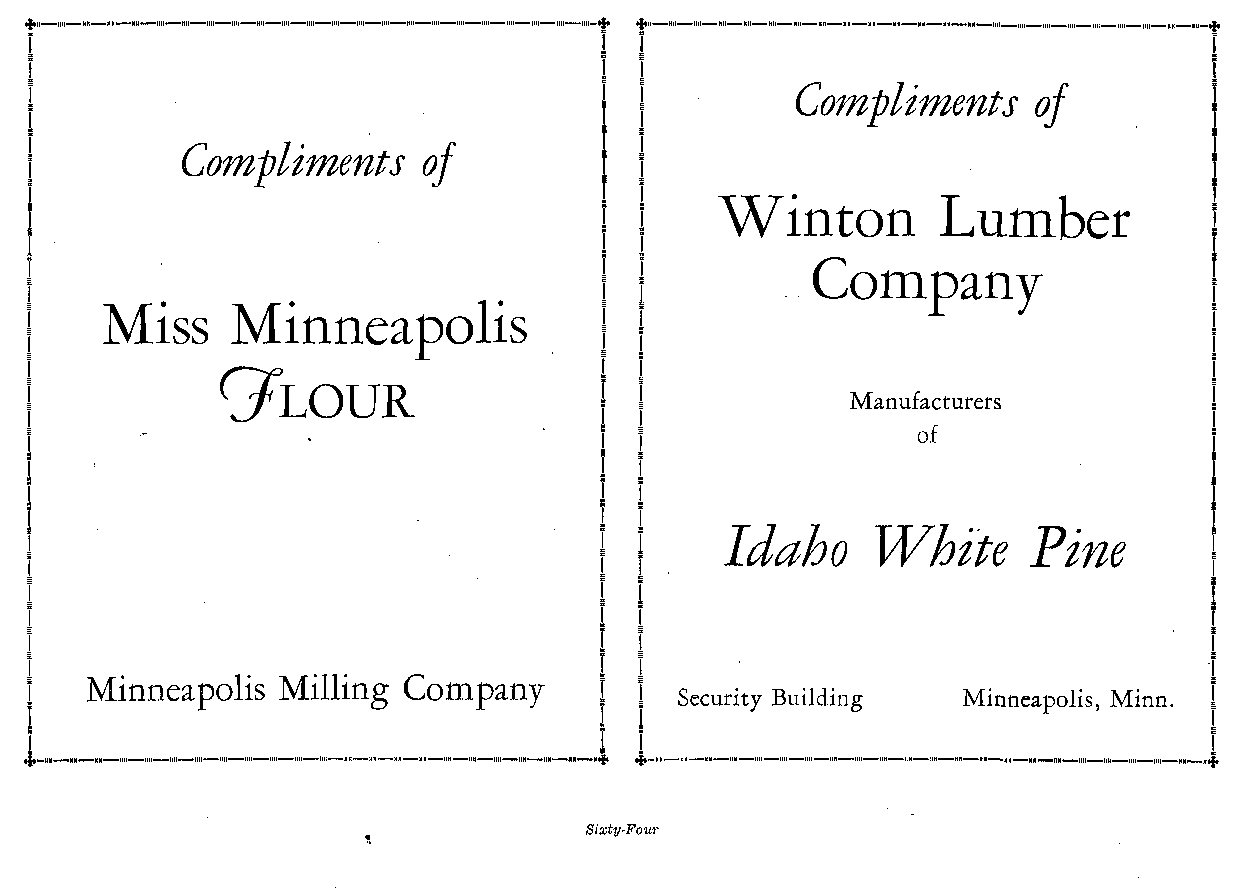 Compliments of
Miss Minneapolis
FLOUR
Minneapolis Milling Company
Compliments of
Winton Lumber
Company
Manufacturers
of
Idaho White Pine
Security Building Minneapolis, Minn.
Sixty-Four